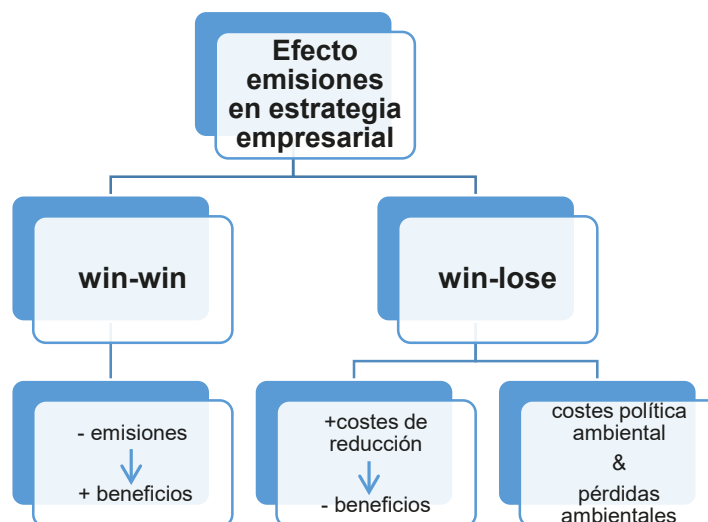 Efecto
emisiones
en estrategia
empresarial
win-win
win-lose
- emisiones
+ beneficios
+costes de
reducción
- beneficios
costes política
ambiental
&
pérdidas
ambientales